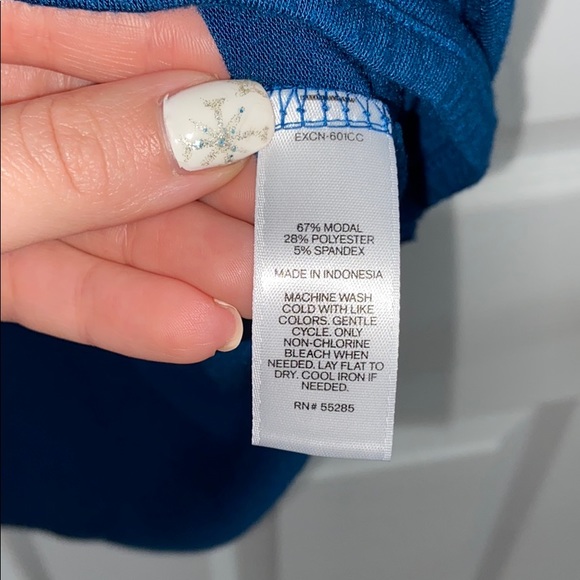 EXCN-601CC
67% MODAL
28% POLYESTER
5% SPANDEX
MADE IN INDONESIA
MACHINE WASH
COLD WITH LIKE
COLORS. GENTLE
CYCLE. ONLY
NON-CHLORINE
BLEACH WHEN
NEEDED. LAY FLAT TO
DRY. COOL IRON IF
NEEDED.
RN# 55285